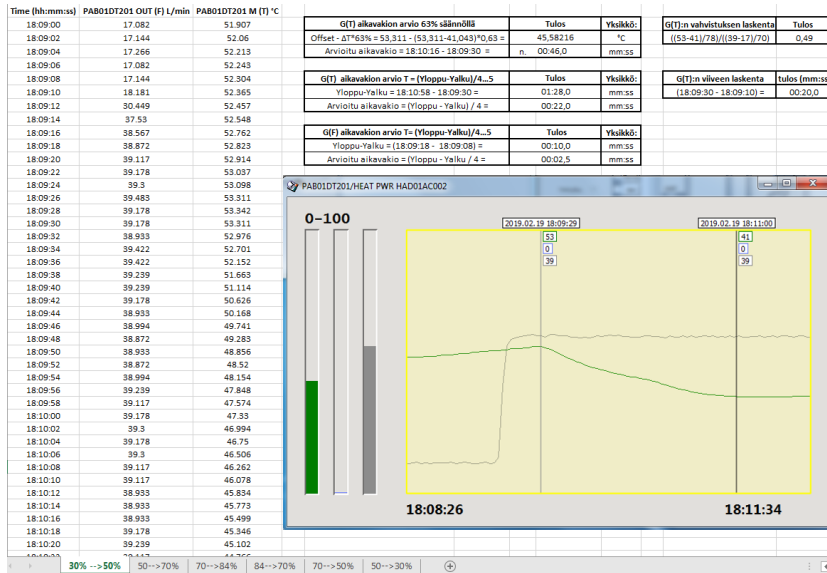 Time (hh:mm:ss) PAB01DT201 OUT (F) L/min PAB01DT201 M (T) °C
18:09:00 17.082 51.907
18:09:02 17.144 52.06
18:09:04 17.266 52.213
18:09:06 17.082 52.243
18:09:08 17.144 52.304
18:09:10 18.181 52.365
18:09:12 30.449 52.457
18:09:14 37.53 52.548
18:09:16 38.567 52.762
18:09:18 38.872 52.823
18:09:20 39.117 52.914
18:09:22 39.178 53.037
18:09:24 39.3 53.098
18:09:26 39.483 53.311
18:09:28 39.178 53.342
18:09:30 39.178 53.311
18:09:32 38.933 52.976
18:09:34 39.422 52.701
18:09:36 39.422 52.152
18:09:38 39.239 51.663
18:09:40 39.239 51.114
18:09:42 39.178 50.626
18:09:44 38.933 50.168
18:09:46 38.994 49.741
18:09:48 38.872 49.283
18:09:50 38.933 48.856
18:09:52 38.872 48.52
18:09:54 38.994 48.154
18:09:56 39.239 47.848
18:09:58 39.117 47.574
18:10:00 39.178 47.33
18:10:02 39.3 46.994
18:10:04 39.178 46.75
18:10:06 39.3 46.506
18:10:08 39.117 46.262
18:10:10 39.117 46.078
18:10:12 38.933 45.834
18:10:14 38.933 45.773
18:10:16 38.933 45.499
18:10:18 39.178 45.346
18:10:20 39.239 45.102
G(T) aikavakion arvio 63% säännöllä Tulos Yksikkö:
Offset - ΔT*63% = 53,311 - (53,311-41,043)*0,63 = 45,58216 °C
Arvioitu aikavakio = 18:10:16 - 18:09:30 = n. 00:46,0 mm:ss
G(T):n vahvistuksen laskenta Tulos
((53-41)/78)/((39-17)/70) 0,49
G(T) aikavakion arvio T = (Yloppu-Yalku)/4...5 Tulos Yksikkö:
Yloppu-Yalku = 18:10:58 - 18:09:30 = 01:28,0 mm:ss
Arvioitu aikavakio = (Yloppu - Yalku) / 4 = 00:22,0 mm:ss
G(T):n viiveen laskenta tulos (mm:ss
(18:09:30 - 18:09:10) = 00:20,0
G(F) aikavakion arvio T= (Yloppu-Yalku)/4...5 Tulos Yksikkö:
Yloppu-Yalku = (18:09:18 - 18:09:08) = 00:10,0 mm:ss
Arvioitu aikavakio = (Yloppu - Yalku / 4 = 00:02,5 mm:ss
PAB01DT201/HEAT PWR HAD01AC002
0-100
2019.02.19 18:09:29 2019.02.19 18:11:00
53 41
0 0
39 39
18:08:26 18:11:34
30% -->50% 50-->70% 70-->84% 84-->70% 70-->50% 50-->30%